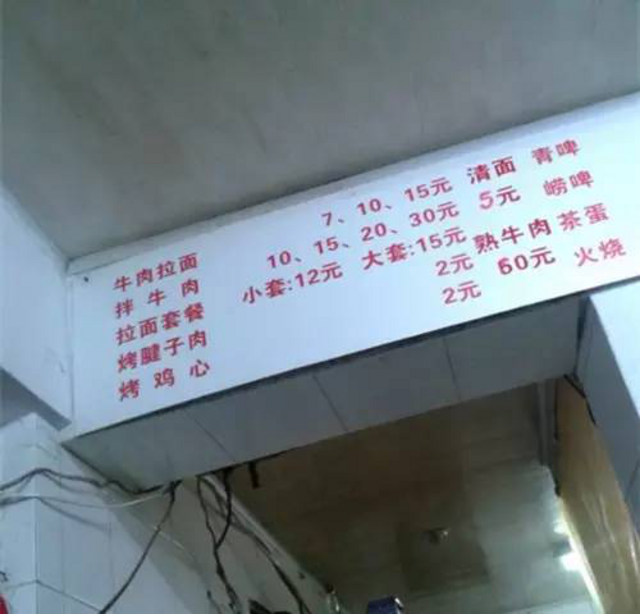 牛肉拉面 7、10、15元 清面 青啤
拌牛肉 10、15、20、30元 5元 崂啤
拉面套餐 小套:12元 大套:15元 熟牛肉 茶蛋
烤腱子肉 2元 60元 火烧
烤鸡心 2元